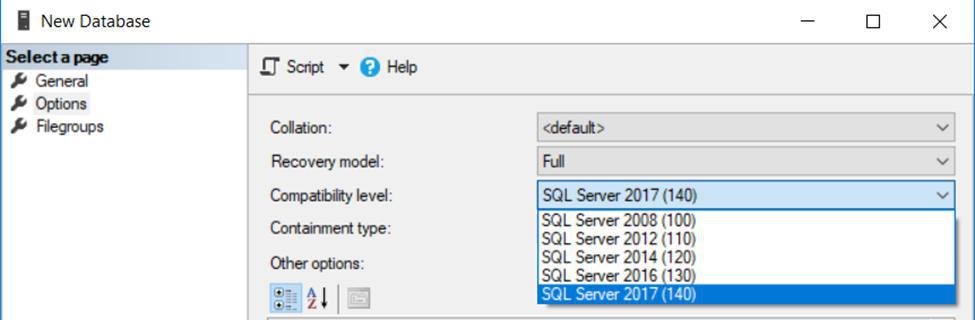 New Database
Select a page
General
Options
Filegroups
Script
Help
Collation: <default>
Recovery model: Full
Compatibility level: SQL Server 2017 (140)
Containment type:
Other options:
SQL Server 2008 (100)
SQL Server 2012 (110)
SQL Server 2014 (120)
SQL Server 2016 (130)
SQL Server 2017 (140)
A
Z